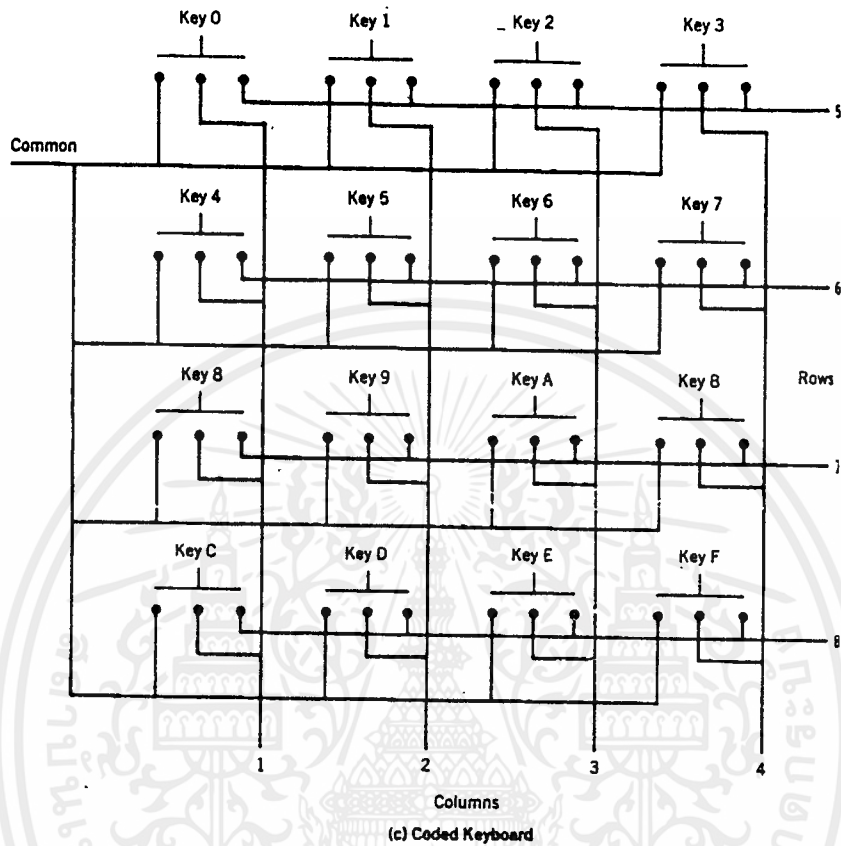 Key 0 Key 1 Key 2 Key 3
5
Common
Key 4 Key 5 Key 6 Key 7
6
Key 8 Key 9 Key A Key B
Rows
7
Key C Key D Key E Key F
8
1 2 3 4
Columns
(c) Coded Keyboard